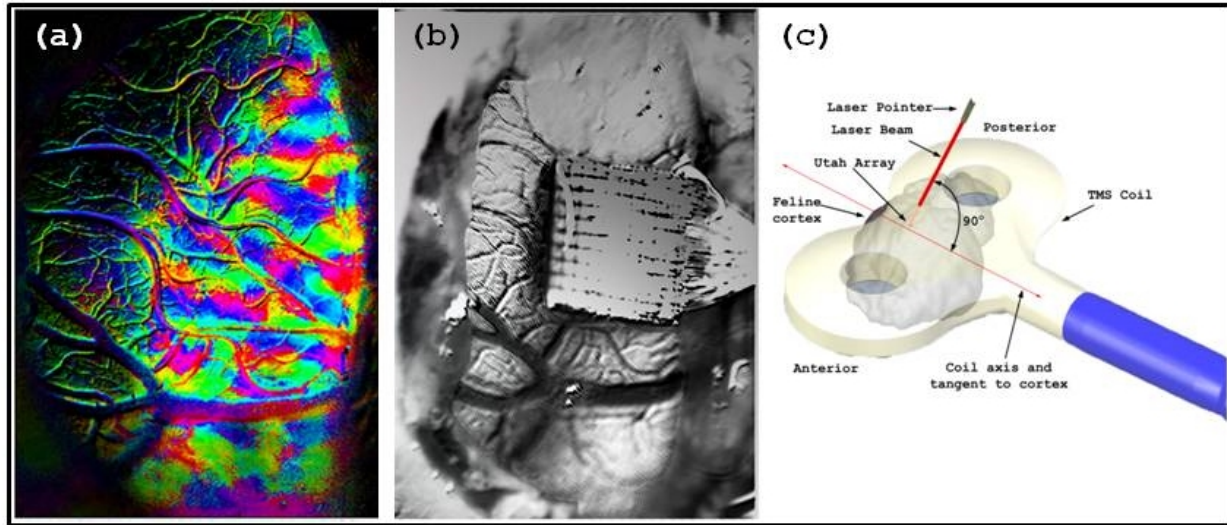 (a)
(b)
(c)
Laser Pointer
Laser Beam
Posterior
Utah Array
Feline
cortex
TMS Coil
90°
Anterior
Coil axis and
tangent to cortex